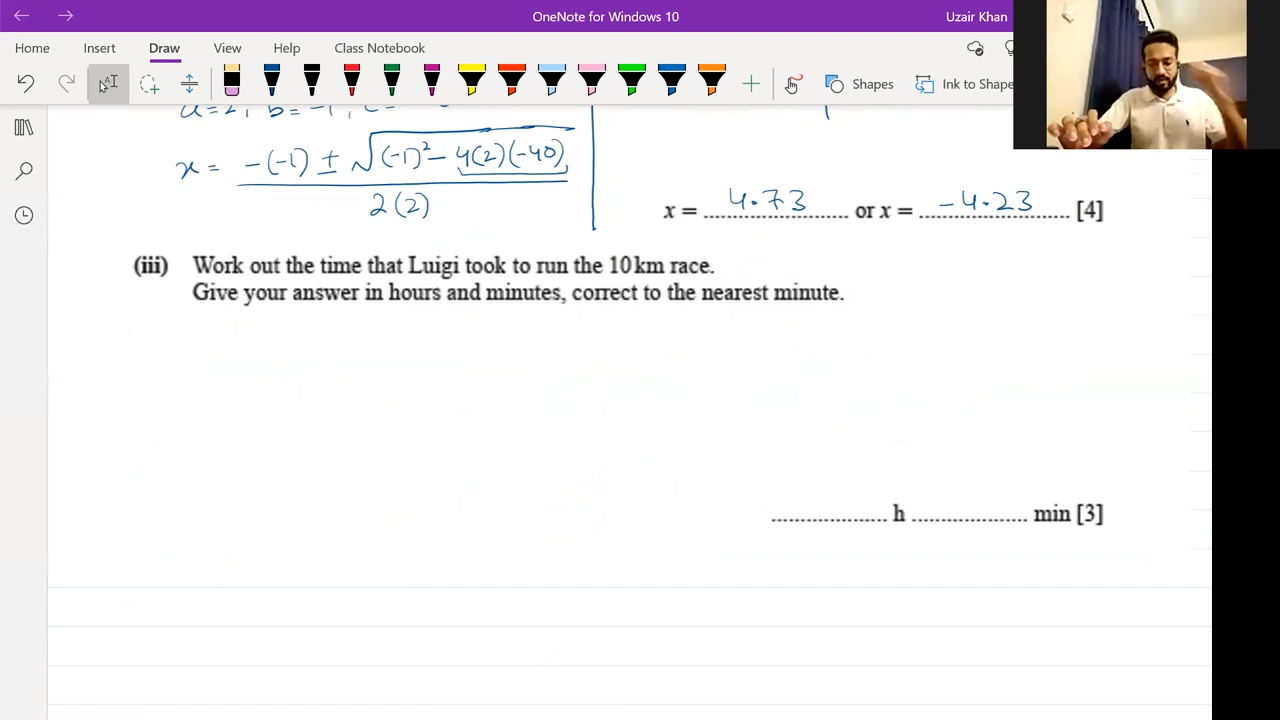 OneNote for Windows 10
Uzair Khan
Home Insert Draw View Help Class Notebook
Shapes
Ink to Shape
a=2, b=-1, c=
x = -(-1) ± √(-1)² - 4(2)(-40)
2(2)
x = 4.73 or x = -4.23 [4]
(iii) Work out the time that Luigi took to run the 10 km race.
Give your answer in hours and minutes, correct to the nearest minute.
.................... h .................... min [3]